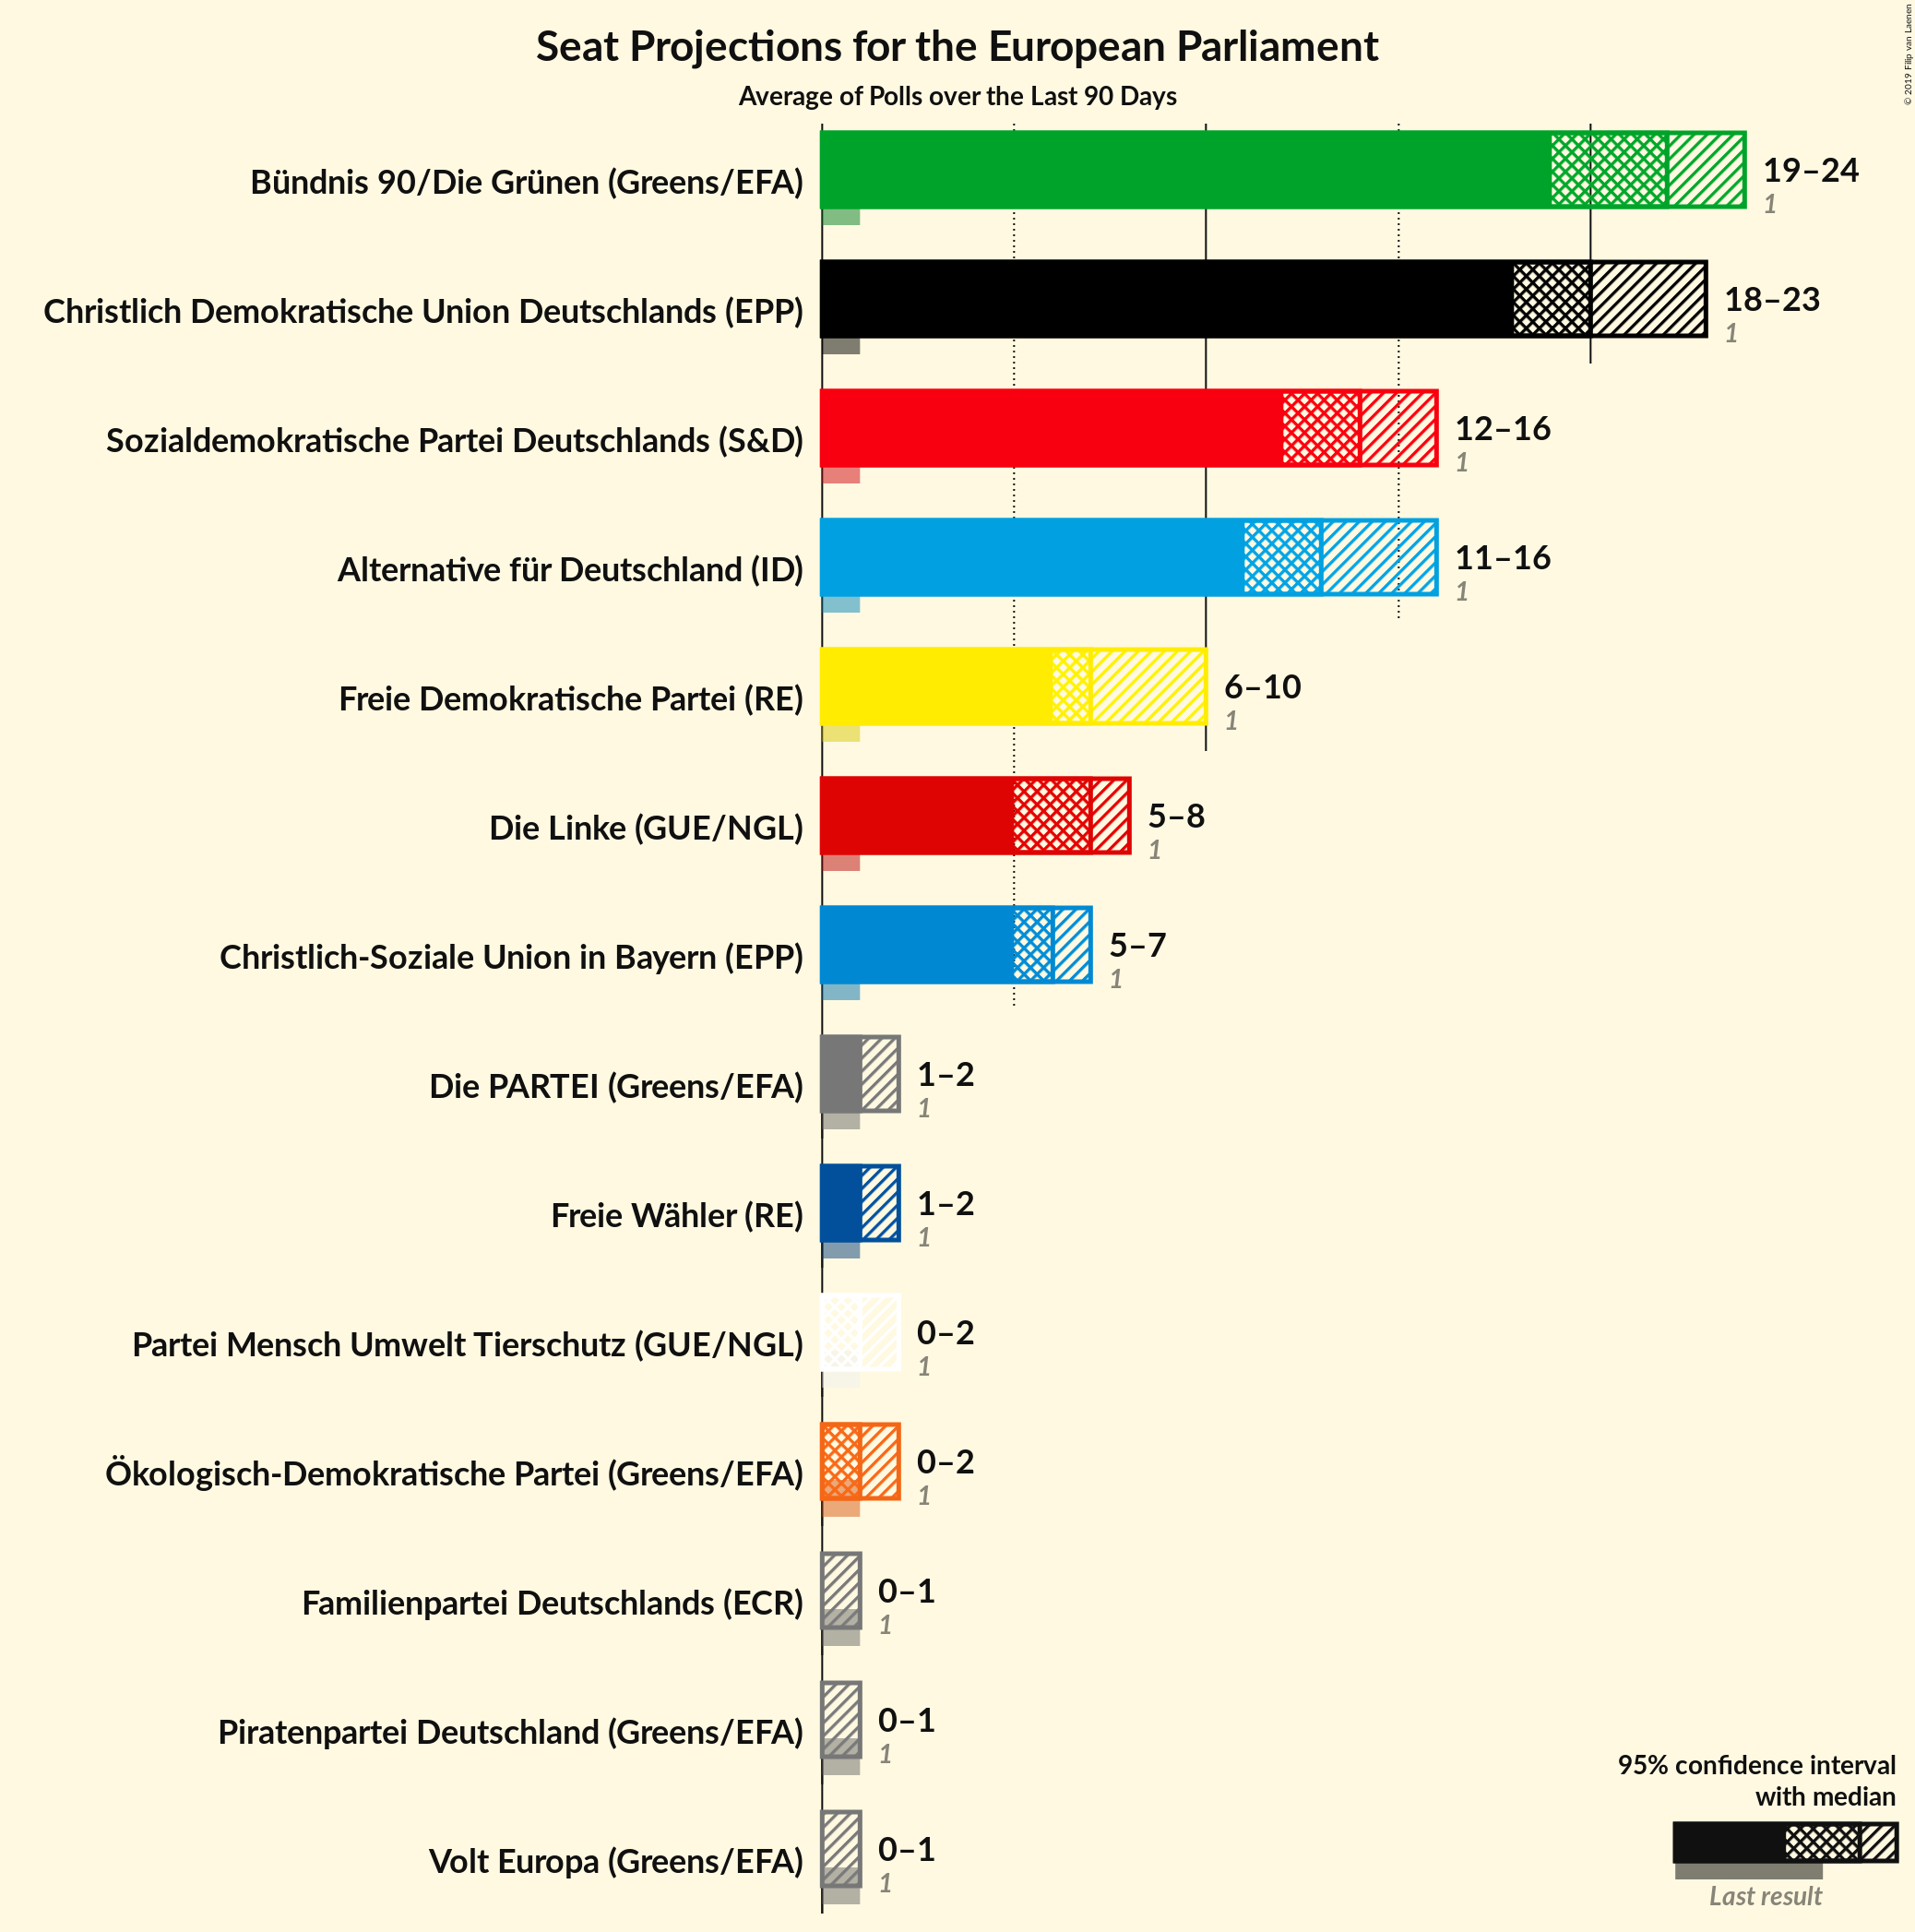 Seat Projections for the European Parliament
Average of Polls over the Last 90 Days
© 2019 Filip van Laenen
Bündnis 90/Die Grünen (Greens/EFA)
19–24
1
Christlich Demokratische Union Deutschlands (EPP)
18–23
1
Sozialdemokratische Partei Deutschlands (S&D)
12–16
1
Alternative für Deutschland (ID)
11–16
1
Freie Demokratische Partei (RE)
6–10
1
Die Linke (GUE/NGL)
5–8
1
Christlich-Soziale Union in Bayern (EPP)
5–7
1
Die PARTEI (Greens/EFA)
1–2
1
Freie Wähler (RE)
1–2
1
Partei Mensch Umwelt Tierschutz (GUE/NGL)
0–2
1
Ökologisch-Demokratische Partei (Greens/EFA)
0–2
1
Familienpartei Deutschlands (ECR)
0–1
1
Piratenpartei Deutschland (Greens/EFA)
0–1
1
Volt Europa (Greens/EFA)
0–1
1
95% confidence interval
with median
Last result